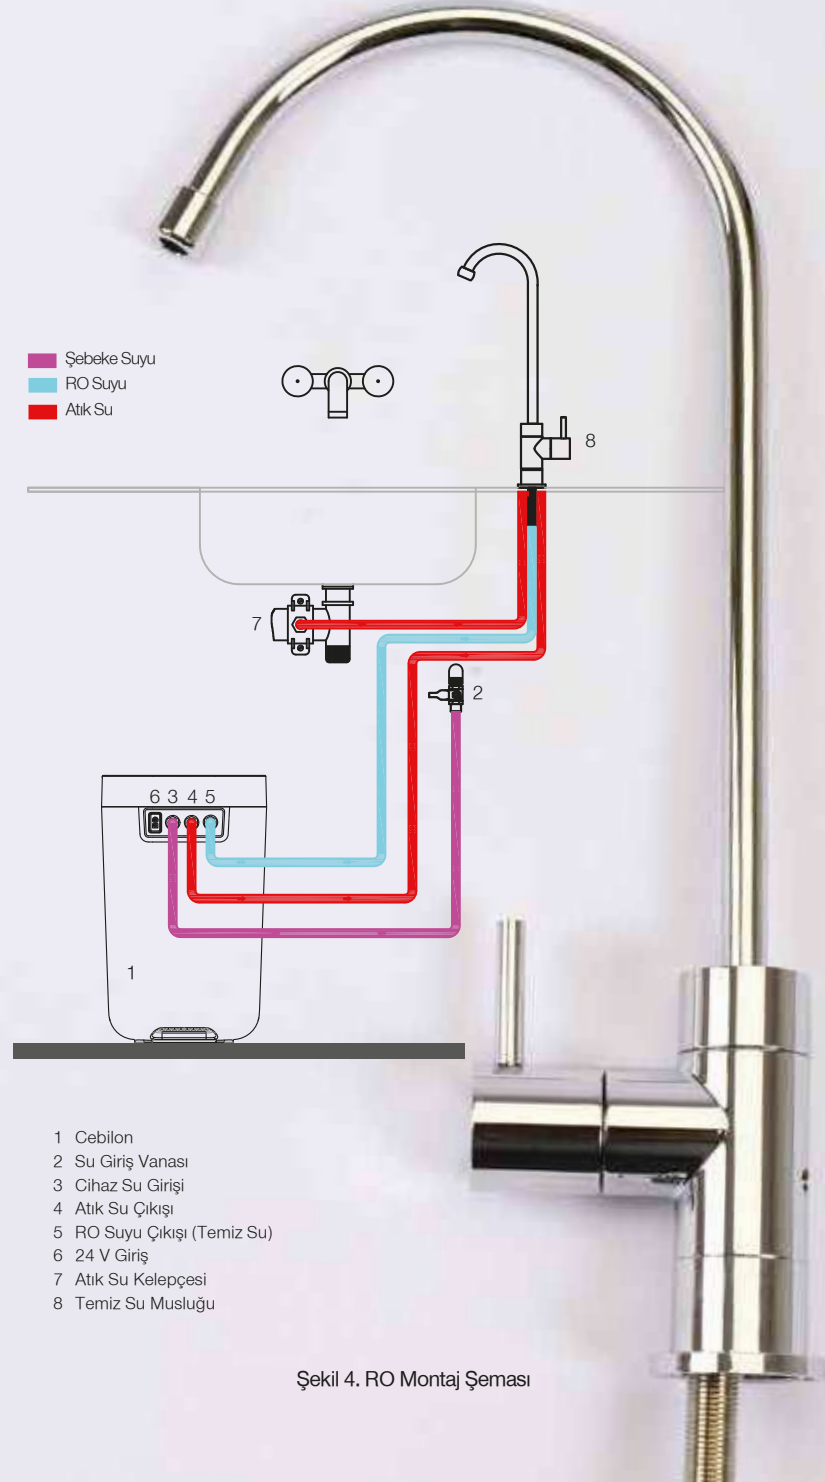 Şebeke Suyu
RO Suyu
Atık Su
8
7
2
6 3 4 5
1
1 Cebilon
2 Su Giriş Vanası
3 Cihaz Su Girişi
4 Atık Su Çıkışı
5 RO Suyu Çıkışı (Temiz Su)
6 24 V Giriş
7 Atık Su Kelepçesi
8 Temiz Su Musluğu
Şekil 4. RO Montaj Şeması